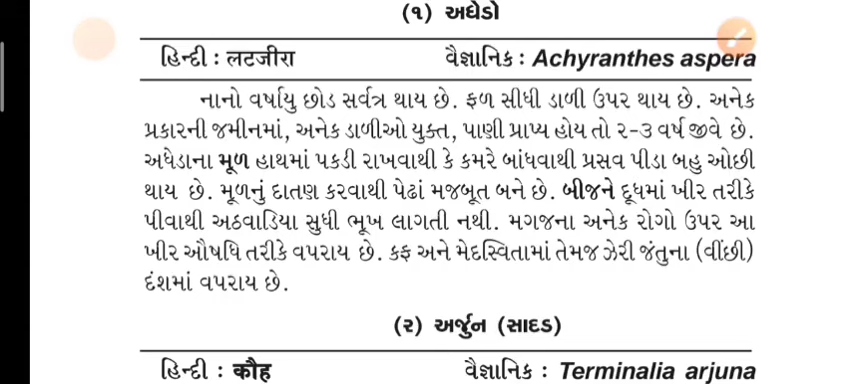 (૧) અઘેડો
હિન્દી : लटजीरा વૈજ્ઞાનિક : Achyranthes aspera
નાનો વર્ષાયુ છોડ સર્વત્ર થાય છે. ફળ સીધી ડાળી ઉપર થાય છે. અનેક
પ્રકારની જમીનમાં, અનેક ડાળીઓ યુક્ત, પાણી પ્રાપ્ય હોય તો ૨-૩ વર્ષ જીવે છે.
અઘેડાના મૂળ હાથમાં પકડી રાખવાથી કે કમરે બાંધવાથી પ્રસવ પીડા બહુ ઓછી
થાય છે. મૂળનું દાતણ કરવાથી પેઢાં મજબૂત બને છે. બીજને દૂધમાં ખીર તરીકે
પીવાથી અઠવાડિયા સુધી ભૂખ લાગતી નથી. મગજના અનેક રોગો ઉપર આ
ખીર ઔષધિ તરીકે વપરાય છે. કફ અને મેદસ્વિતામાં તેમજ ઝેરી જંતુના (વીંછી)
દંશમાં વપરાય છે.
(૨) અર્જુન (સાદડ)
હિન્દી : कौह વૈજ્ઞાનિક : Terminalia arjuna